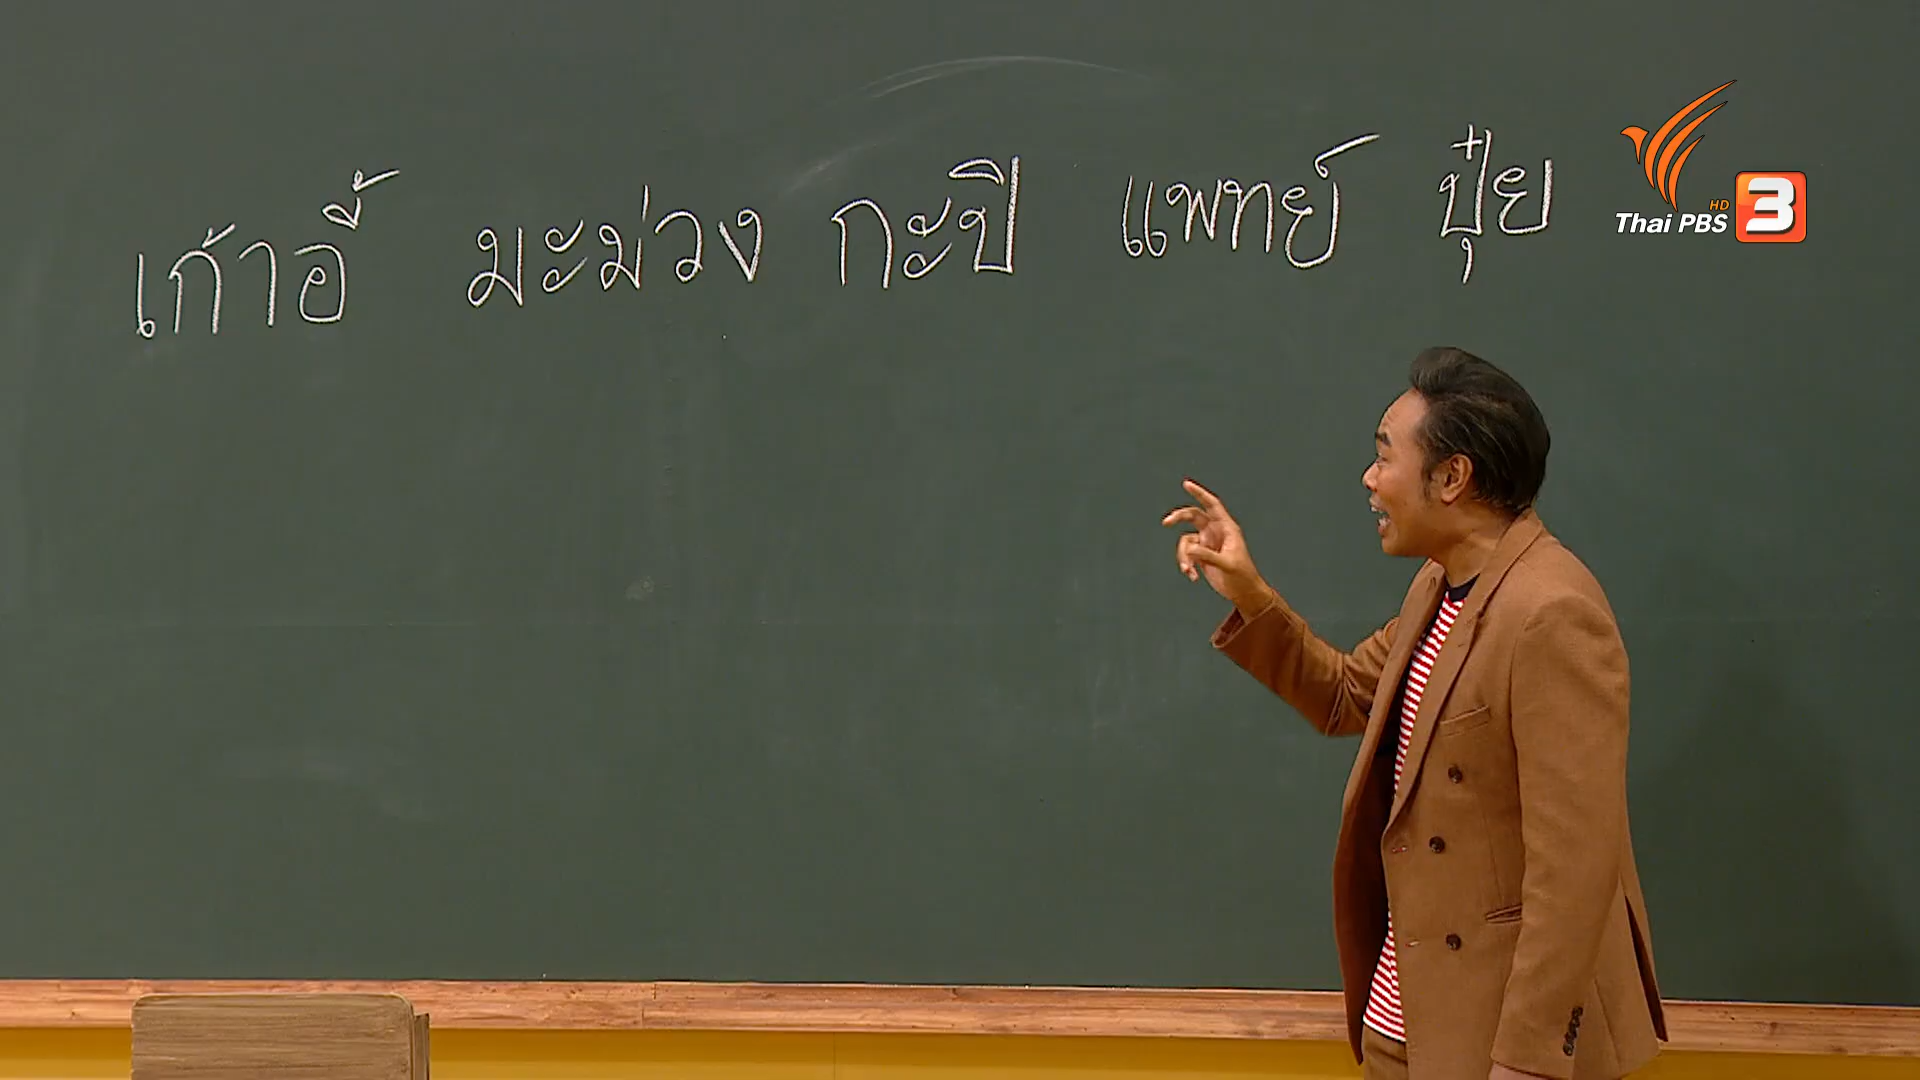 เก้าอี้ มะม่วง กะปิ แพทย์ ปุ๋ย
Thai PBS HD 3